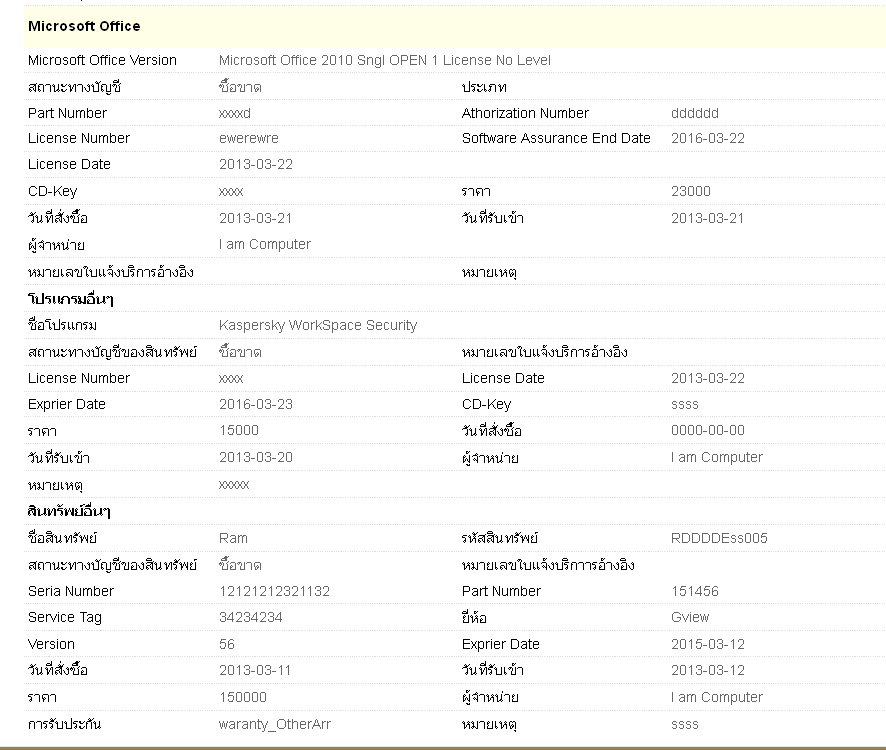 Microsoft Office
Microsoft Office Version Microsoft Office 2010 Sngl OPEN 1 License No Level
สถานะทางบัญชี ซื้อขาด ประเภท
Part Number xxxxd Athorization Number dddddd
License Number ewerewre Software Assurance End Date 2016-03-22
License Date 2013-03-22
CD-Key xxxx ราคา 23000
วันที่สั่งซื้อ 2013-03-21 วันที่รับเข้า 2013-03-21
ผู้จำหน่าย I am Computer
หมายเลขใบแจ้งบริการอ้างอิง หมายเหตุ
โปรแกรมอื่นๆ
ชื่อโปรแกรม Kaspersky WorkSpace Security
สถานะทางบัญชีของสินทรัพย์ ซื้อขาด หมายเลขใบแจ้งบริการอ้างอิง
License Number xxxx License Date 2013-03-22
Exprier Date 2016-03-23 CD-Key ssss
ราคา 15000 วันที่สั่งซื้อ 0000-00-00
วันที่รับเข้า 2013-03-20 ผู้จำหน่าย I am Computer
หมายเหตุ xxxxx
สินทรัพย์อื่นๆ
ชื่อสินทรัพย์ Ram รหัสสินทรัพย์ RDDDDEss005
สถานะทางบัญชีของสินทรัพย์ ซื้อขาด หมายเลขใบแจ้งบริกาารอ้างอิง
Seria Number 12121212321132 Part Number 151456
Service Tag 34234234 ยี่ห้อ Gview
Version 56 Exprier Date 2015-03-12
วันที่สั่งซื้อ 2013-03-11 วันที่รับเข้า 2013-03-12
ราคา 150000 ผู้จำหน่าย I am Computer
การรับประกัน waranty_OtherArr หมายเหตุ ssss